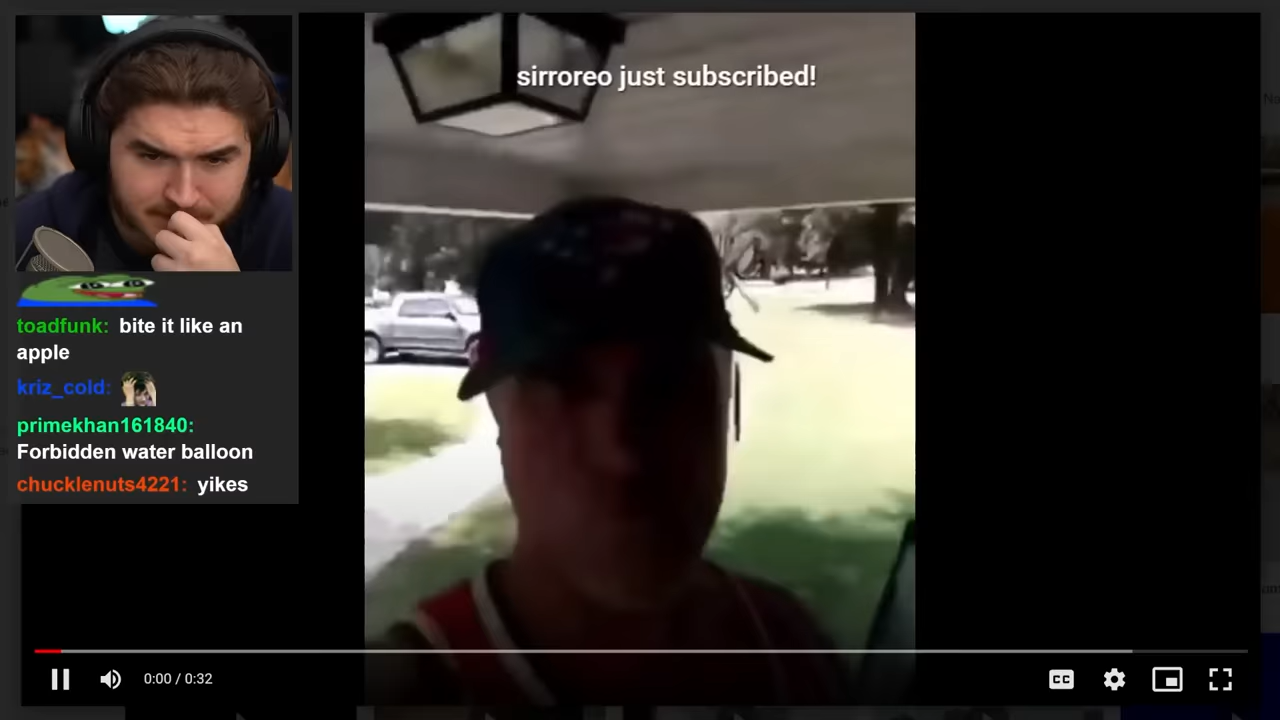 sirroreo just subscribed!
toadfunk: bite it like an
apple
kriz_cold:
primekhan161840:
Forbidden water balloon
chucklenuts4221: yikes
0:00 / 0:32
CC